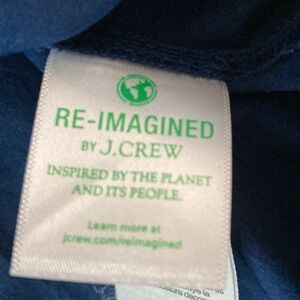 RE-IMAGINED
BY J.CREW
INSPIRED BY THE PLANET
AND ITS PEOPLE.
Learn more at
jcrew.com/reimagined